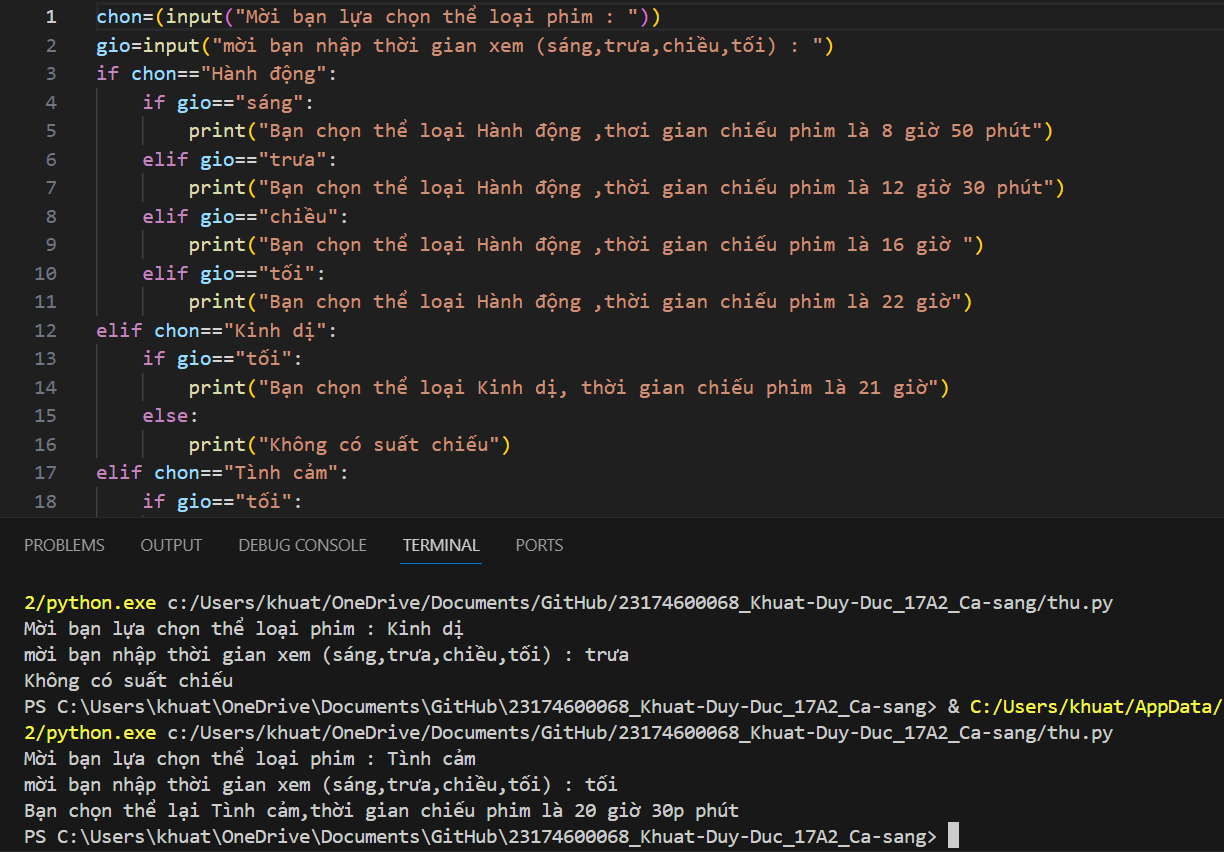 1 chon=(input("Mời bạn lựa chọn thể loại phim : "))
2 gio=input("mời bạn nhập thời gian xem (sáng,trưa,chiều,tối) : ")
3 if chon=="Hành động":
4 if gio=="sáng":
5 print("Bạn chọn thể loại Hành động ,thơi gian chiếu phim là 8 giờ 50 phút")
6 elif gio=="trưa":
7 print("Bạn chọn thể loại Hành động ,thời gian chiếu phim là 12 giờ 30 phút")
8 elif gio=="chiều":
9 print("Bạn chọn thể loại Hành động ,thời gian chiếu phim là 16 giờ ")
10 elif gio=="tối":
11 print("Bạn chọn thể loại Hành động ,thời gian chiếu phim là 22 giờ")
12 elif chon=="Kinh dị":
13 if gio=="tối":
14 print("Bạn chọn thể loại Kinh dị, thời gian chiếu phim là 21 giờ")
15 else:
16 print("Không có suất chiếu")
17 elif chon=="Tình cảm":
18 if gio=="tối":
PROBLEMS OUTPUT DEBUG CONSOLE TERMINAL PORTS
2/python.exe c:/Users/khuat/OneDrive/Documents/GitHub/23174600068_Khuat-Duy-Duc_17A2_Ca-sang/thu.py
Mời bạn lựa chọn thể loại phim : Kinh dị
mời bạn nhập thời gian xem (sáng,trưa,chiều,tối) : trưa
Không có suất chiếu
PS C:\Users\khuat\OneDrive\Documents\GitHub\23174600068_Khuat-Duy-Duc_17A2_Ca-sang> & C:/Users/khuat/AppData/
2/python.exe c:/Users/khuat/OneDrive/Documents/GitHub/23174600068_Khuat-Duy-Duc_17A2_Ca-sang/thu.py
Mời bạn lựa chọn thể loại phim : Tình cảm
mời bạn nhập thời gian xem (sáng,trưa,chiều,tối) : tối
Bạn chọn thể lại Tình cảm,thời gian chiếu phim là 20 giờ 30p phút
PS C:\Users\khuat\OneDrive\Documents\GitHub\23174600068_Khuat-Duy-Duc_17A2_Ca-sang>